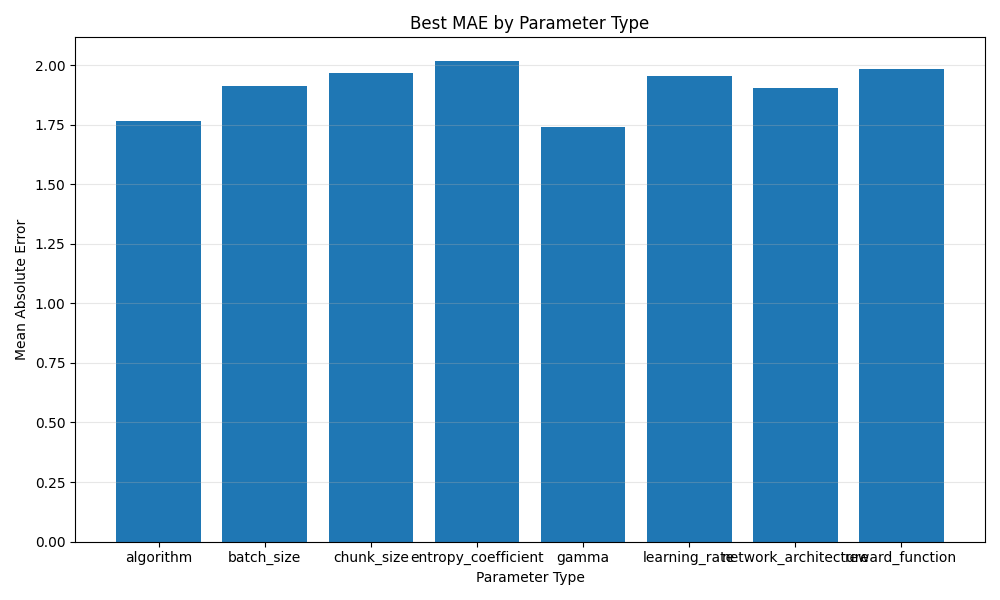 Best MAE by Parameter Type
Mean Absolute Error
2.00
1.75
1.50
1.25
1.00
0.75
0.50
0.25
0.00
algorithm batch_size chunk_size entropy_coefficient gamma learning_rate network_architecture reward_function
Parameter Type